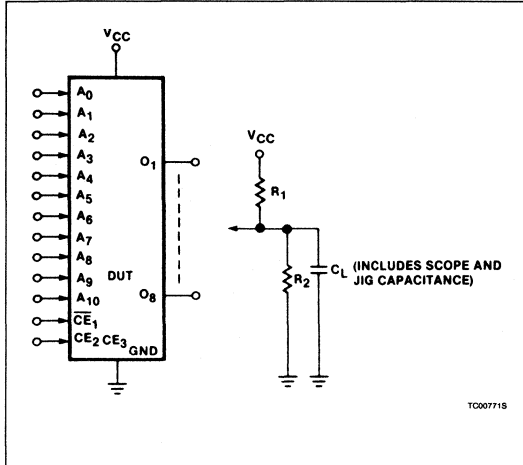 VCC
A0
A1
A2
A3
A4
A5
A6
A7
A8
A9
A10
CE1
CE2 CE3
GND
DUT
O1
O8
VCC
R1
R2
CL (INCLUDES SCOPE AND
JIG CAPACITANCE)
TC00771S